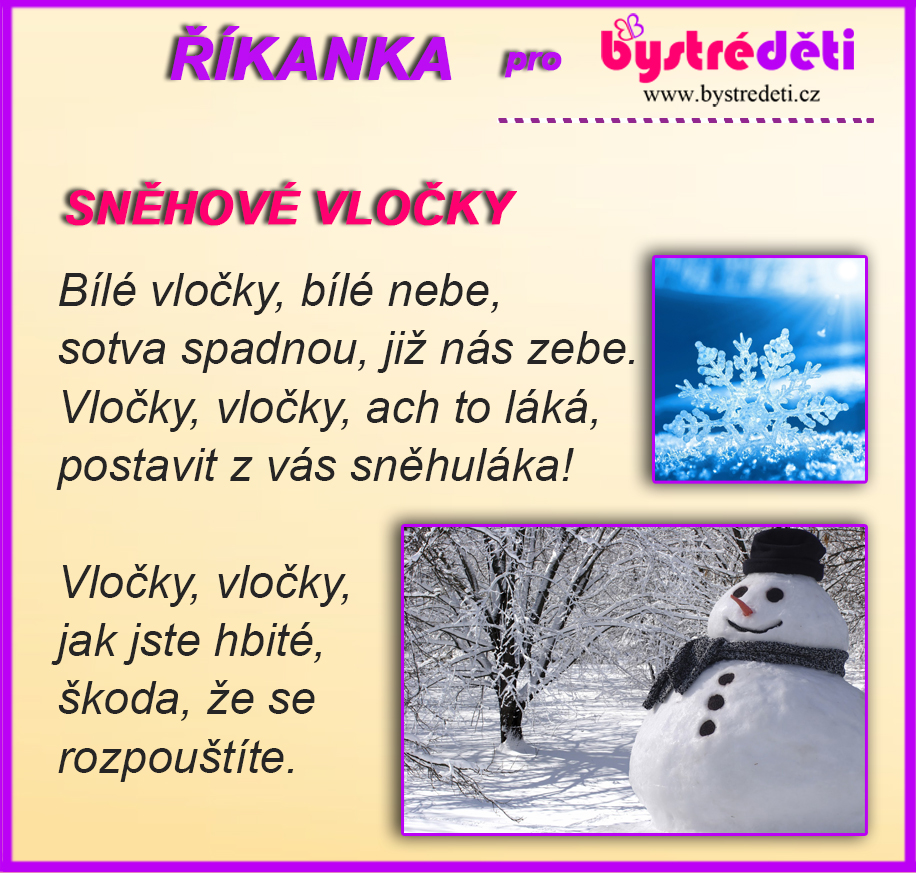 ŘÍKANKA pro bystréděti
www.bystredeti.cz
SNĚHOVÉ VLOČKY
Bílé vločky, bílé nebe,
sotva spadnou, již nás zebe.
Vločky, vločky, ach to láká,
postavit z vás sněhuláka!
Vločky, vločky,
jak jste hbité,
škoda, že se
rozpouštíte.